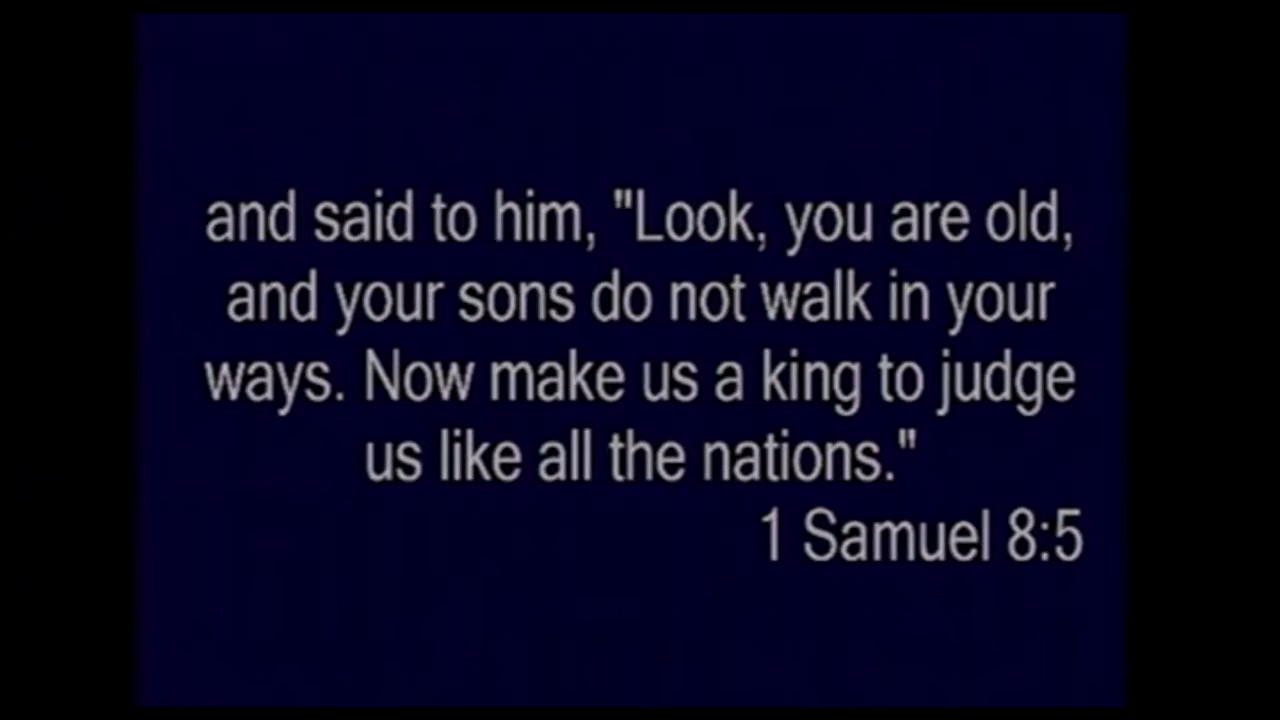 and said to him, "Look, you are old,
and your sons do not walk in your
ways. Now make us a king to judge
us like all the nations."
1 Samuel 8:5